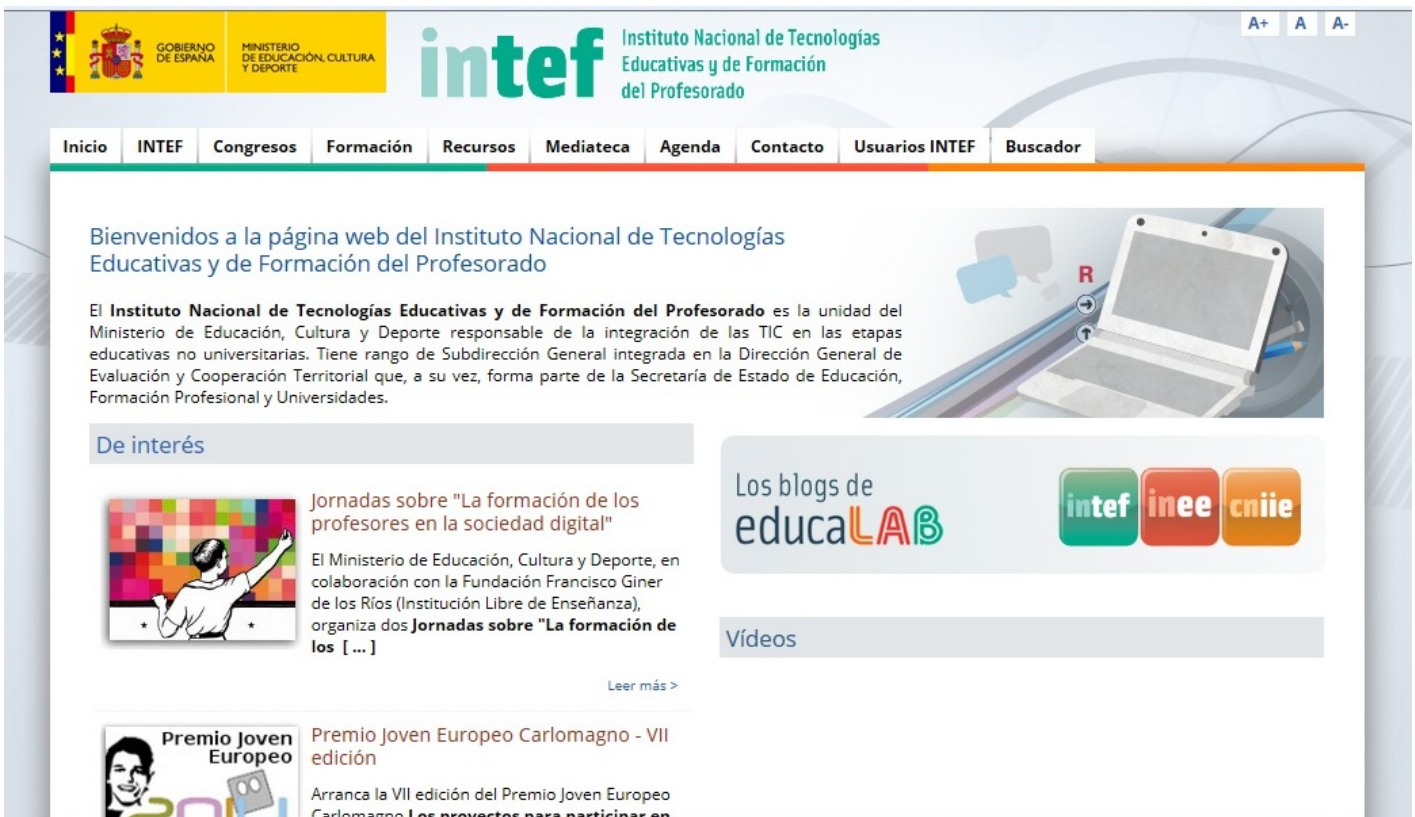 GOBIERNO
DE ESPAÑA
MINISTERIO
DE EDUCACIÓN, CULTURA
Y DEPORTE
intef
Instituto Nacional de Tecnologías
Educativas y de Formación
del Profesorado
A+ A A-
Inicio INTEF Congresos Formación Recursos Mediateca Agenda Contacto Usuarios INTEF Buscador
Bienvenidos a la página web del Instituto Nacional de Tecnologías
Educativas y de Formación del Profesorado
El Instituto Nacional de Tecnologías Educativas y de Formación del Profesorado es la unidad del
Ministerio de Educación, Cultura y Deporte responsable de la integración de las TIC en las etapas
educativas no universitarias. Tiene rango de Subdirección General integrada en la Dirección General de
Evaluación y Cooperación Territorial que, a su vez, forma parte de la Secretaría de Estado de Educación,
Formación Profesional y Universidades.
R
De interés
Jornadas sobre "La formación de los
profesores en la sociedad digital"
El Ministerio de Educación, Cultura y Deporte, en
colaboración con la Fundación Francisco Giner
de los Ríos (Institución Libre de Enseñanza),
organiza dos Jornadas sobre "La formación de
los [ ... ]
Leer más >
Premio Joven
Europeo
2014
Premio Joven Europeo Carlomagno - VII
edición
Arranca la VII edición del Premio Joven Europeo
Carlomagno Los proyectos para participar en
Los blogs de
educaLAB
intef inee cniie
Vídeos